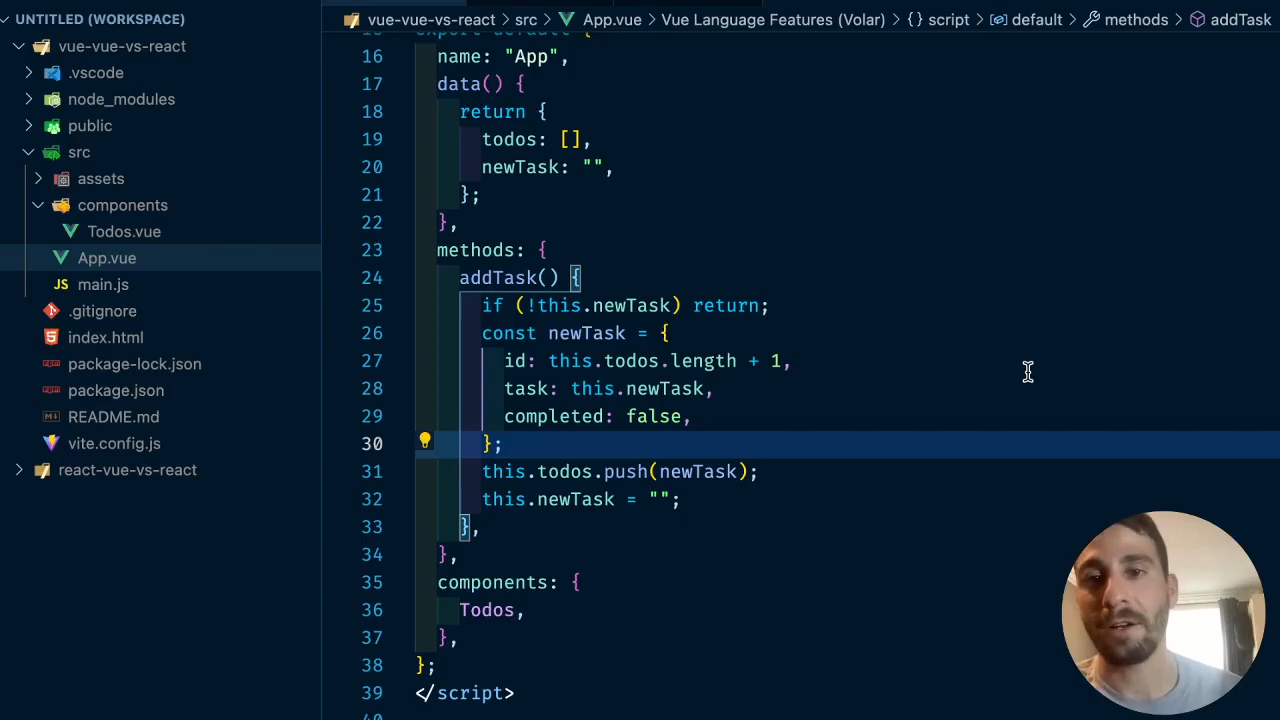 UNTITLED (WORKSPACE)
vue-vue-vs-react
.vscode
node_modules
public
src
assets
components
Todos.vue
App.vue
JS main.js
.gitignore
index.html
package-lock.json
package.json
README.md
vite.config.js
react-vue-vs-react
vue-vue-vs-react > src > App.vue > Vue Language Features (Volar) > {} script > default > methods > addTask
15 export default {
16 name: "App",
17 data() {
18 return {
19 todos: [],
20 newTask: "",
21 };
22 },
23 methods: {
24 addTask() {
25 if (!this.newTask) return;
26 const newTask = {
27 id: this.todos.length + 1,
28 task: this.newTask,
29 completed: false,
30 };
31 this.todos.push(newTask);
32 this.newTask = "";
33 },
34 },
35 components: {
36 Todos,
37 },
38 };
39 </script>
40